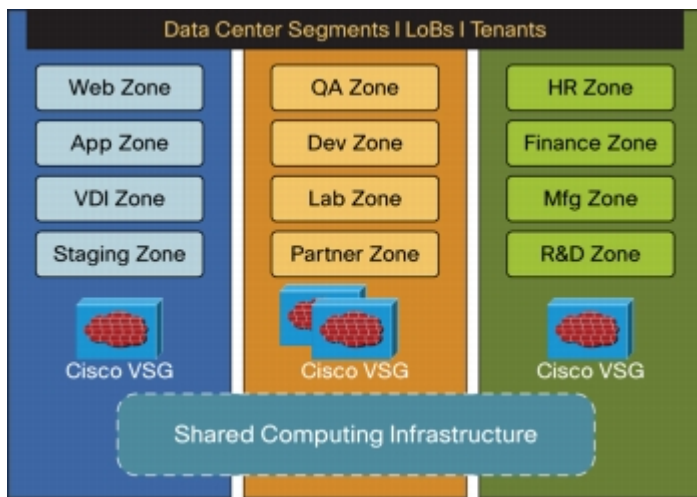 Data Center Segments | LoBs | Tenants
Web Zone
App Zone
VDI Zone
Staging Zone
Cisco VSG
QA Zone
Dev Zone
Lab Zone
Partner Zone
Cisco VSG
HR Zone
Finance Zone
Mfg Zone
R&D Zone
Cisco VSG
Shared Computing Infrastructure